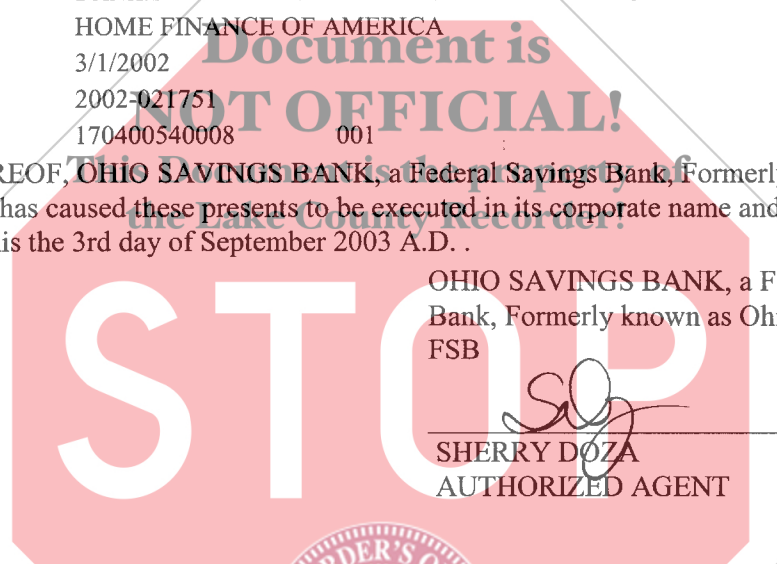 HOME FINANCE OF AMERICA
Document is
3/1/2002
2002-021751
NOT OFFICIAL!
170400540008 001
REOF, OHIO SAVINGS BANK, a Federal Savings Bank, Formerly
This Document is the property of
has caused these presents to be executed in its corporate name and
the Lake County Recorder!
is the 3rd day of September 2003 A.D. .
OHIO SAVINGS BANK, a F
Bank, Formerly known as Ohi
FSB
STOP
SHERRY DOZA
AUTHORIZED AGENT
RDER'S O